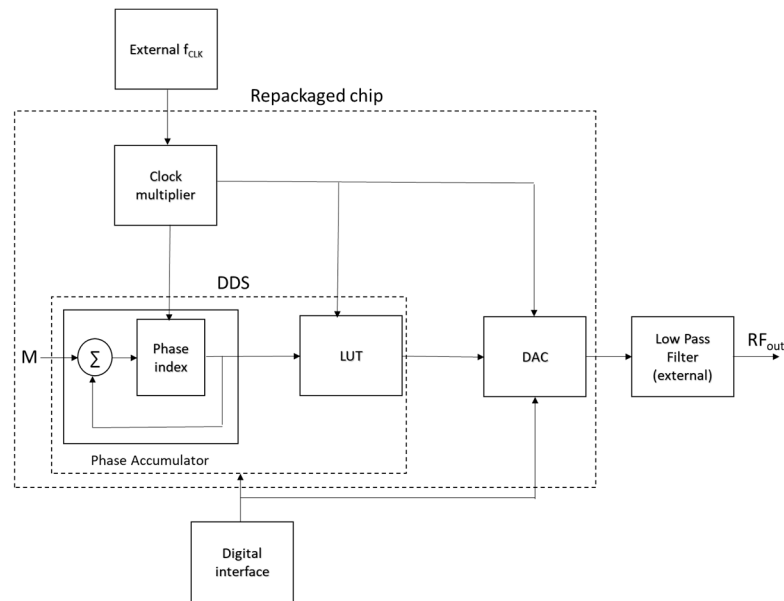 External fCLK
Repackaged chip
Clock
multiplier
DDS
M
Σ
Phase
index
LUT
DAC
Low Pass
Filter
(external)
RFout
Phase Accumulator
Digital
interface